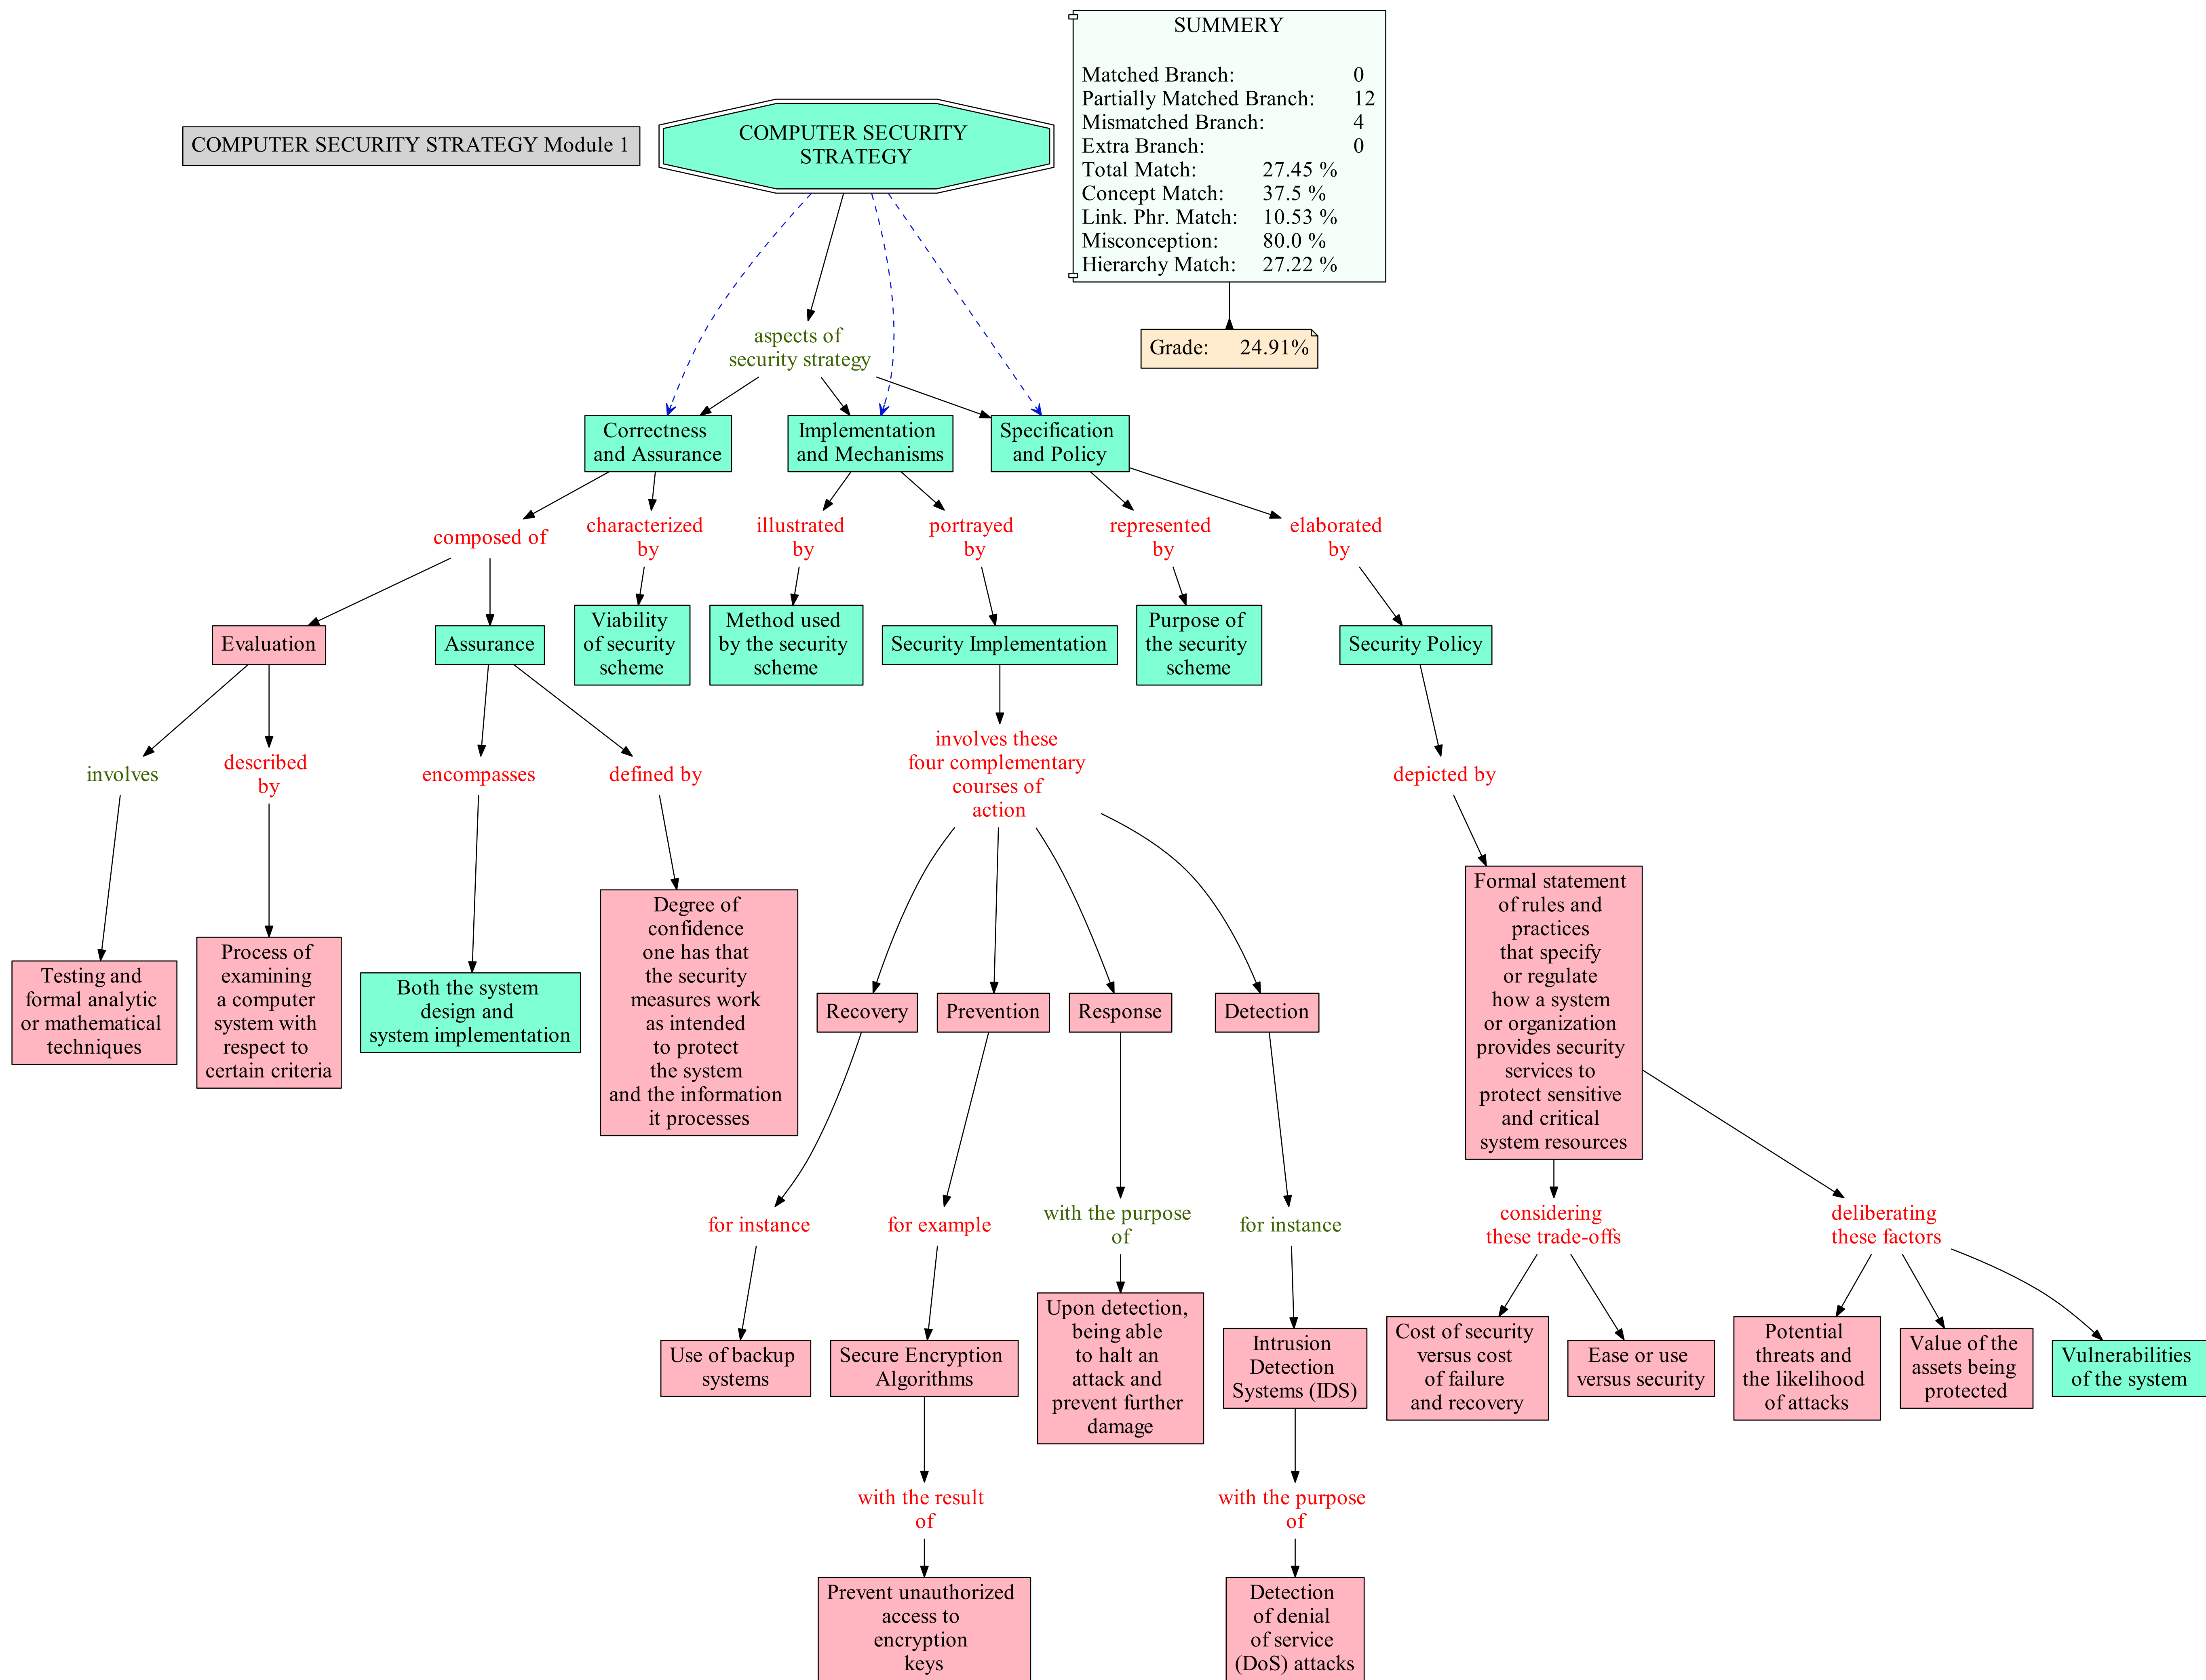 SUMMERY
Matched Branch: 0
Partially Matched Branch: 12
Mismatched Branch: 4
Extra Branch: 0
Total Match: 27.45 %
Concept Match: 37.5 %
Link. Phr. Match: 10.53 %
Misconception: 80.0 %
Hierarchy Match: 27.22 %
COMPUTER SECURITY STRATEGY Module 1
COMPUTER SECURITY
STRATEGY
Grade: 24.91%
aspects of
security strategy
Correctness
and Assurance
Implementation
and Mechanisms
Specification
and Policy
composed of
characterized
by
illustrated
by
portrayed
by
represented
by
elaborated
by
Evaluation
Assurance
Viability
of security
scheme
Method used
by the security
scheme
Security Implementation
Purpose of
the security
scheme
Security Policy
involves
described
by
encompasses
defined by
involves these
four complementary
courses of
action
depicted by
Testing and
formal analytic
or mathematical
techniques
Process of
examining
a computer
system with
respect to
certain criteria
Both the system
design and
system implementation
Degree of
confidence
one has that
the security
measures work
as intended
to protect
the system
and the information
it processes
Recovery
Prevention
Response
Detection
Formal statement
of rules and
practices
that specify
or regulate
how a system
or organization
provides security
services to
protect sensitive
and critical
system resources
for instance
for example
with the purpose
of
for instance
considering
these trade-offs
deliberating
these factors
Use of backup
systems
Secure Encryption
Algorithms
Upon detection,
being able
to halt an
attack and
prevent further
damage
Intrusion
Detection
Systems (IDS)
Cost of security
versus cost
of failure
and recovery
Ease or use
versus security
Potential
threats and
the likelihood
of attacks
Value of the
assets being
protected
Vulnerabilities
of the system
with the result
of
with the purpose
of
Prevent unauthorized
access to
encryption
keys
Detection
of denial
of service
(DoS) attacks